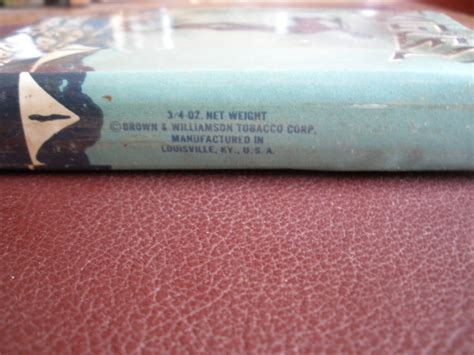 3/4 OZ. NET WEIGHT
©BROWN & WILLIAMSON TOBACCO CORP.
MANUFACTURED IN
LOUISVILLE, KY., U. S. A.